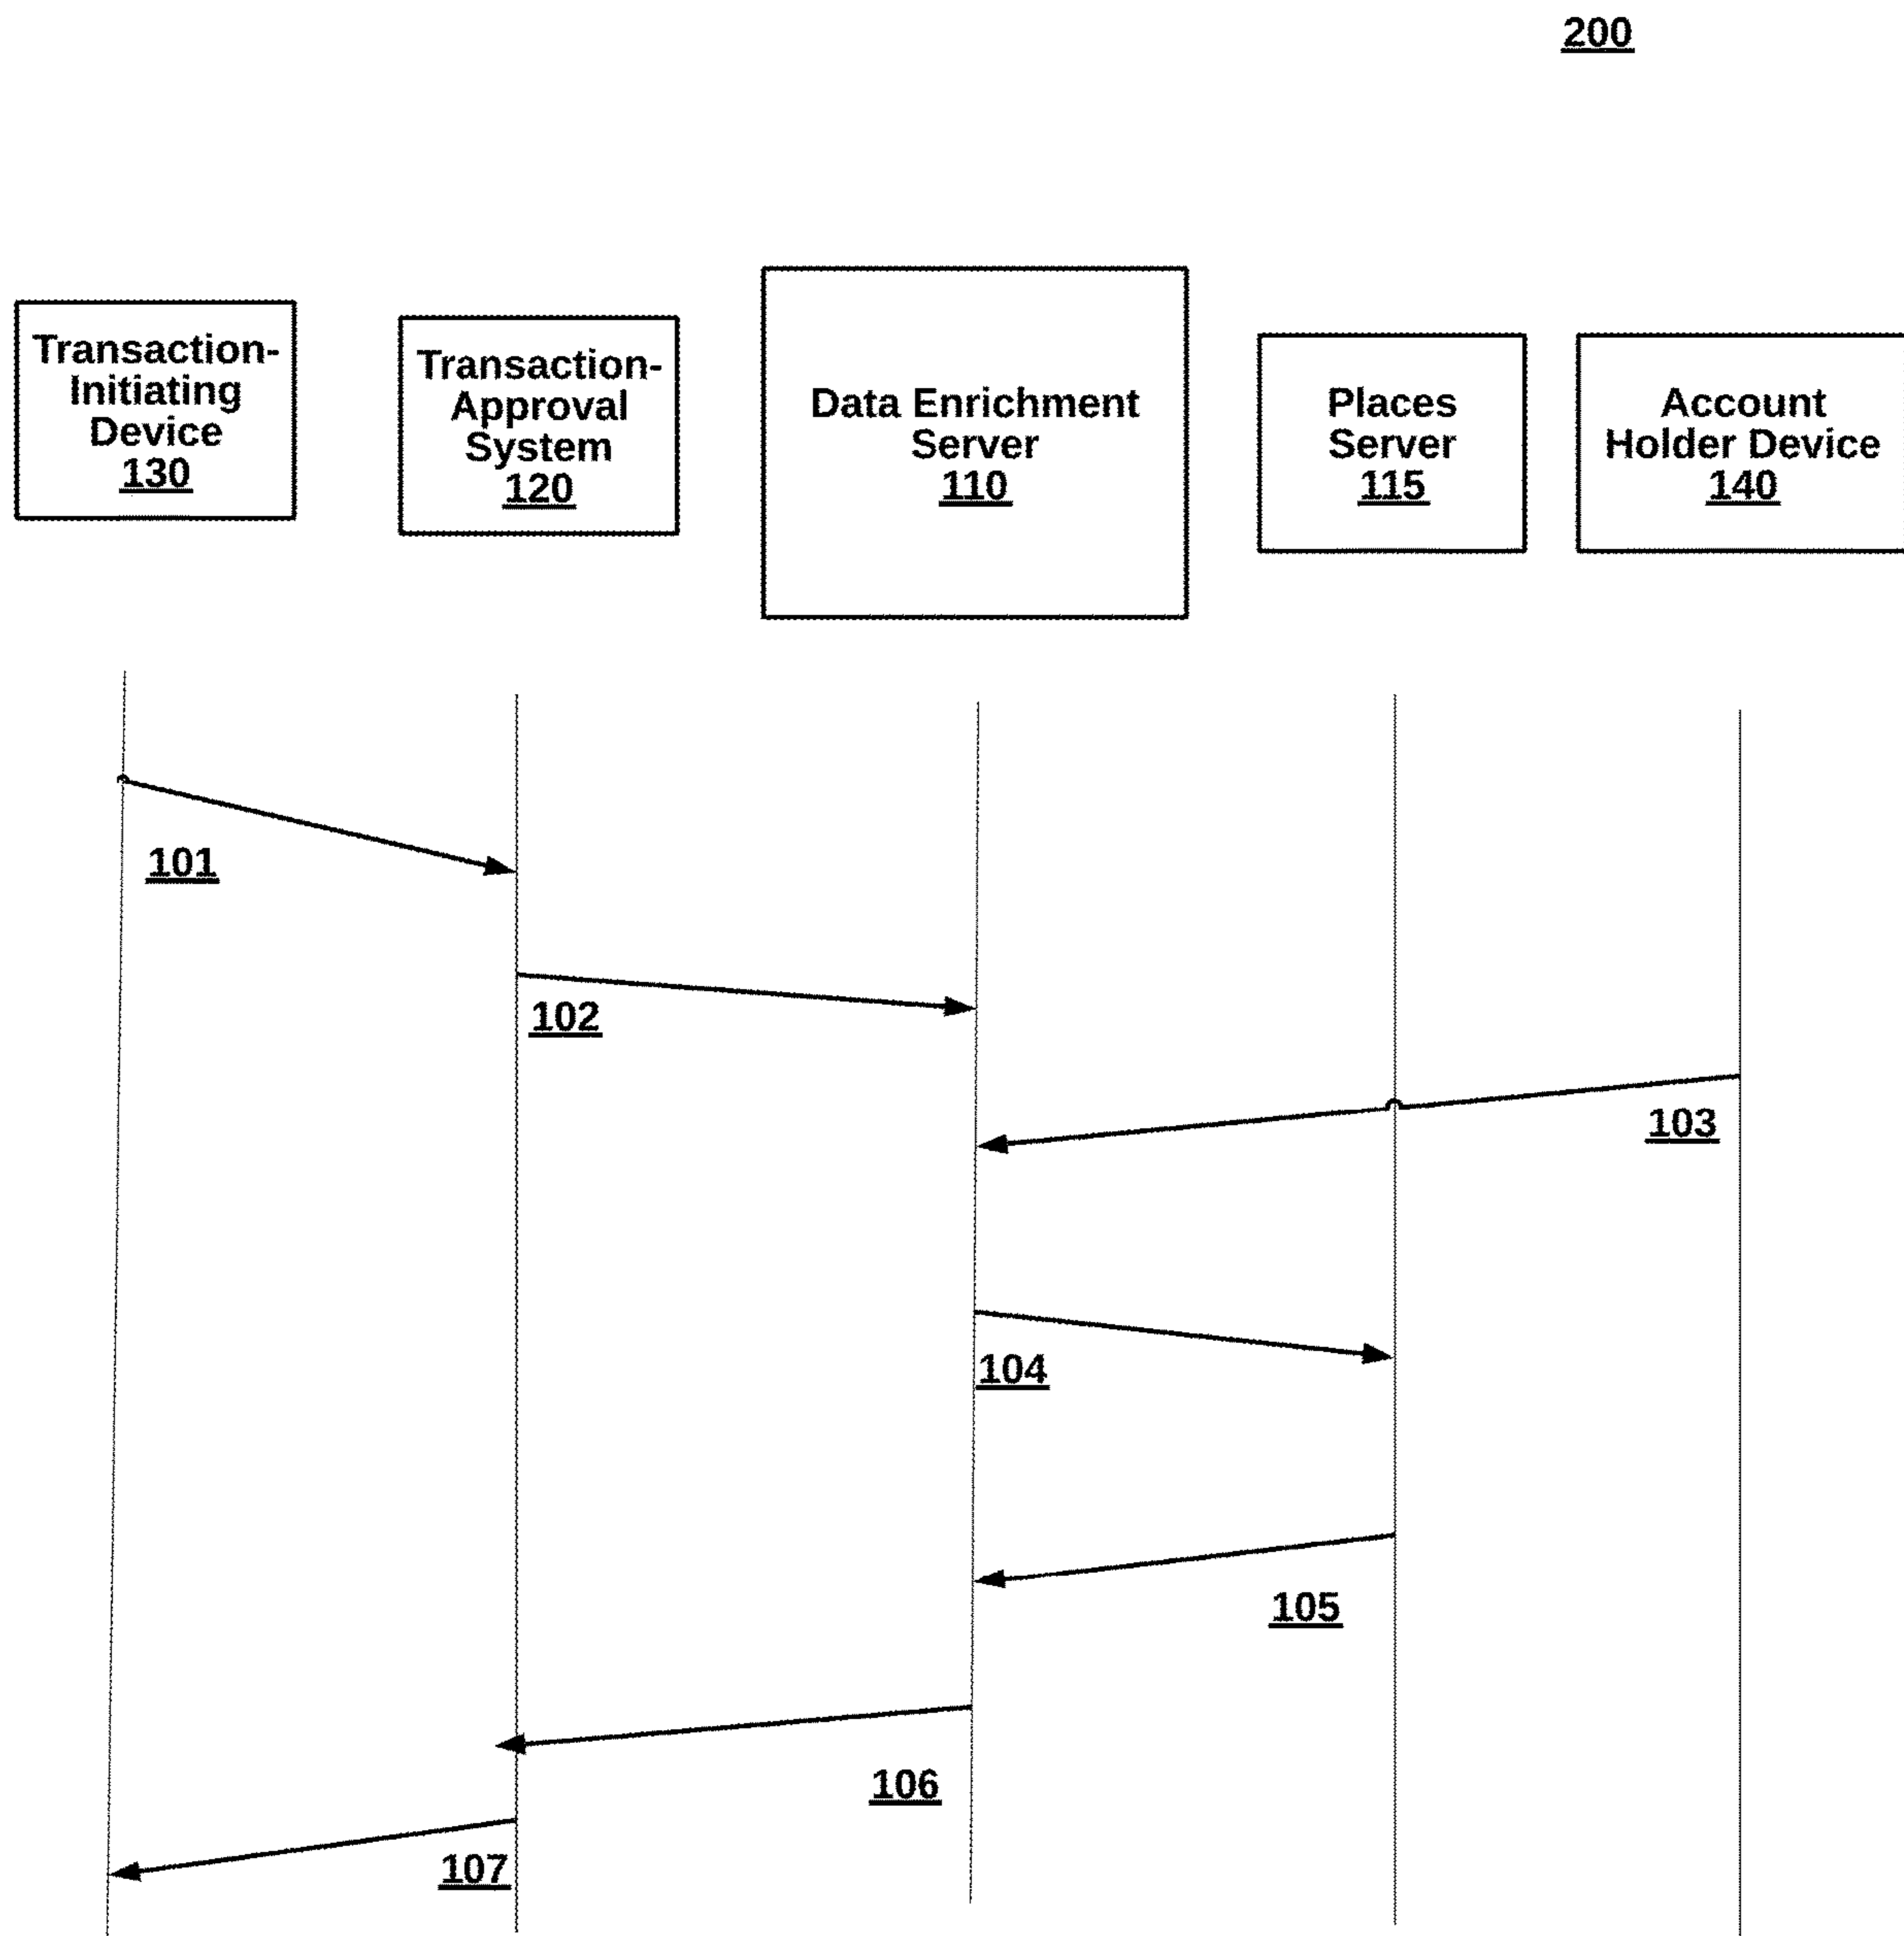 200
Transaction-
Initiating
Device
130
Transaction-
Approval
System
120
Data Enrichment
Server
110
Places
Server
115
Account
Holder Device
140
101
102
103
104
105
106
107